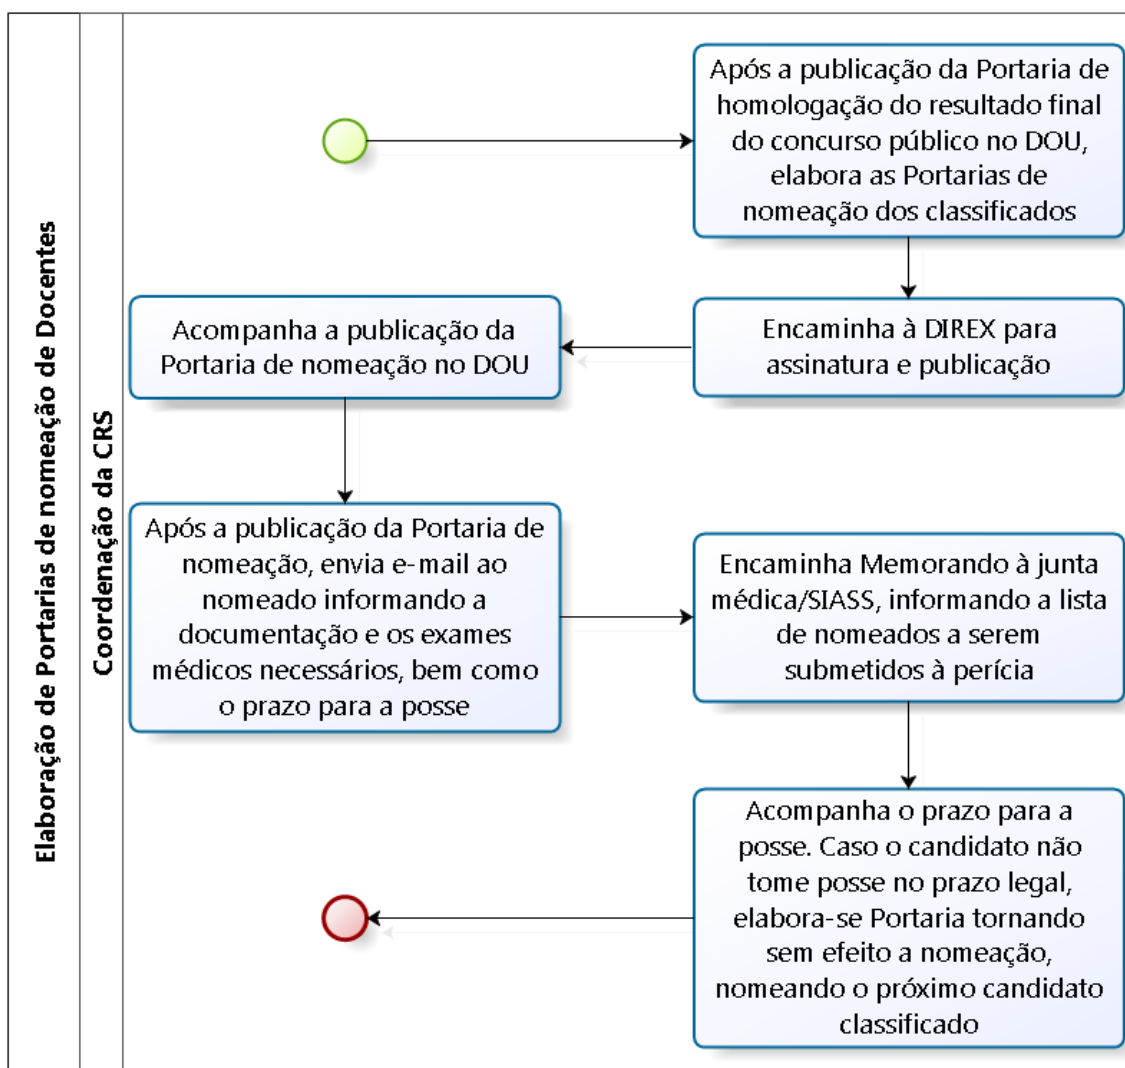 Elaboração de Portarias de nomeação de Docentes
Coordenação da CRS
Após a publicação da Portaria de
homologação do resultado final
do concurso público no DOU,
elabora as Portarias de
nomeação dos classificados
Encaminha à DIREX para
assinatura e publicação
Acompanha a publicação da
Portaria de nomeação no DOU
Após a publicação da Portaria de
nomeação, envia e-mail ao
nomeado informando a
documentação e os exames
médicos necessários, bem como
o prazo para a posse
Encaminha Memorando à junta
médica/SIASS, informando a lista
de nomeados a serem
submetidos à perícia
Acompanha o prazo para a
posse. Caso o candidato não
tome posse no prazo legal,
elabora-se Portaria tornando
sem efeito a nomeação,
nomeando o próximo candidato
classificado